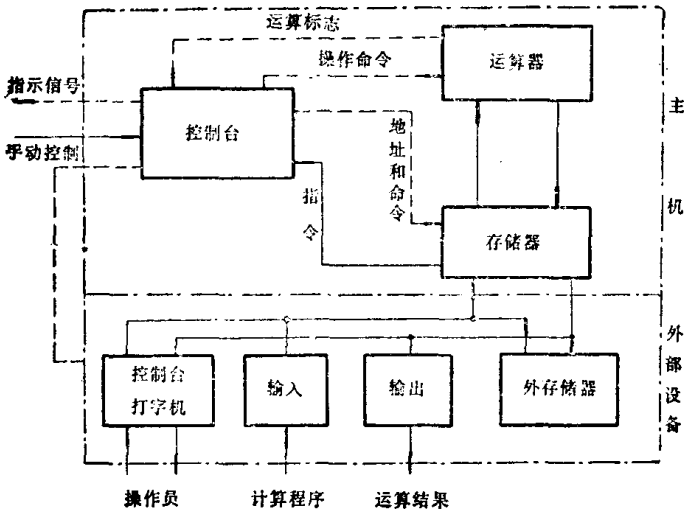 运算标志
操作命令
运算器
指示信号
控制台
手动控制
地址和命令
指令
存储器
主机
控制台
打字机
输入
输出
外存储器
外部设备
操作员
计算程序
运算结果